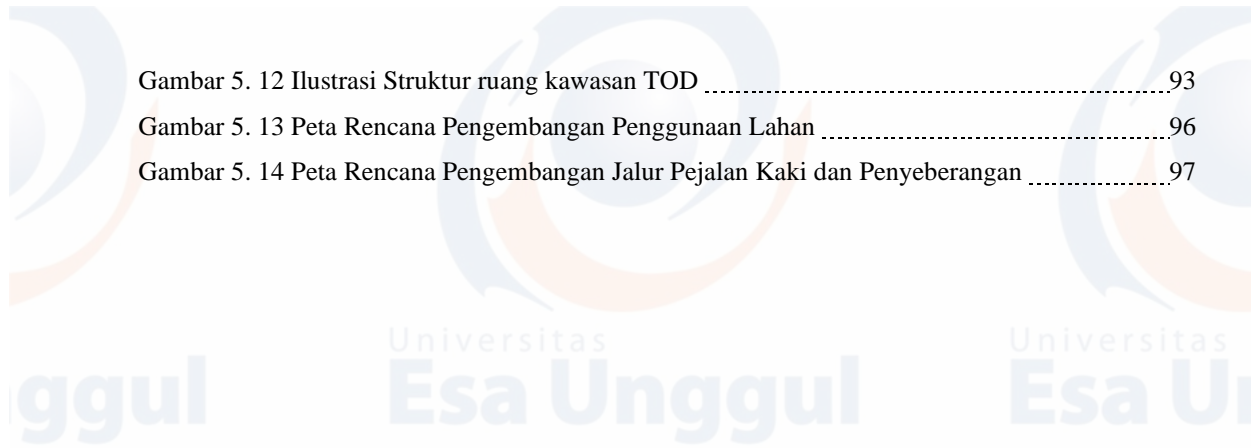 Gambar 5. 12 Ilustrasi Struktur ruang kawasan TOD 93
Gambar 5. 13 Peta Rencana Pengembangan Penggunaan Lahan 96
Gambar 5. 14 Peta Rencana Pengembangan Jalur Pejalan Kaki dan Penyeberangan 97
Universitas
Esa Unggul
Universitas
Esa